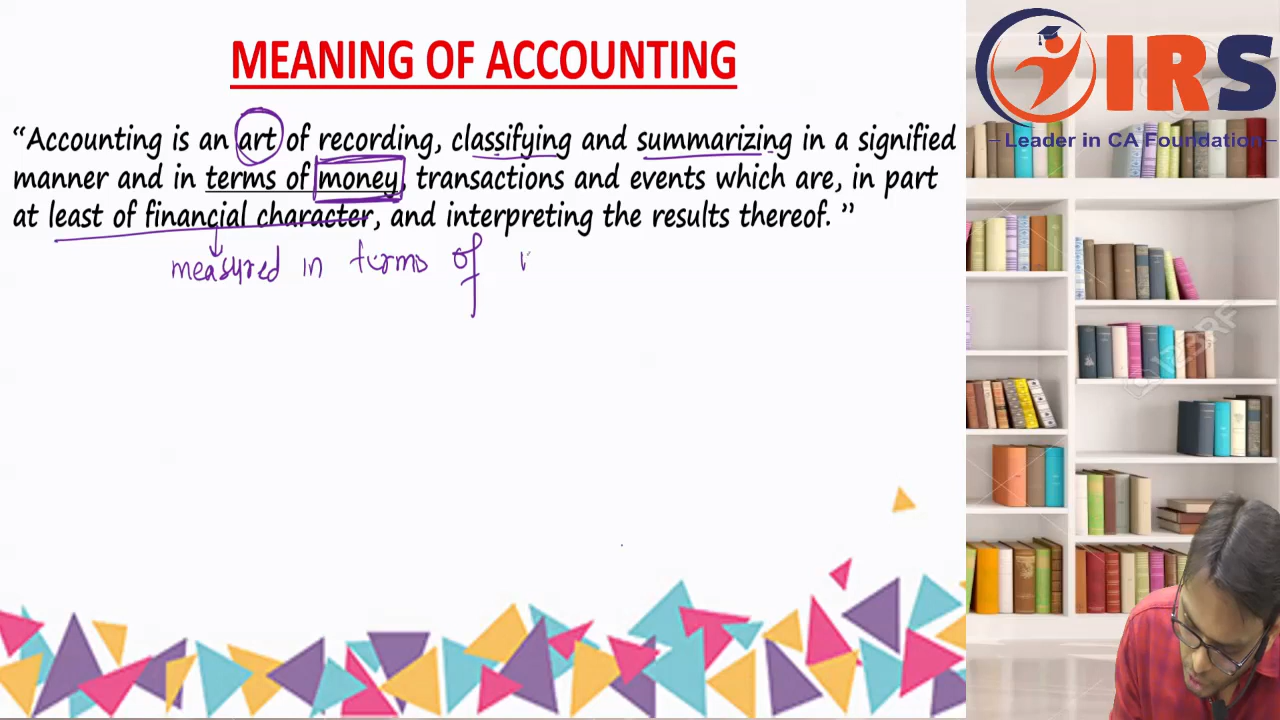 MEANING OF ACCOUNTING
“Accounting is an art of recording, classifying and summarizing in a signified
manner and in terms of money, transactions and events which are, in part
at least of financial character, and interpreting the results thereof. ”
measured in terms of
IRS
Leader in CA Foundation
123RF